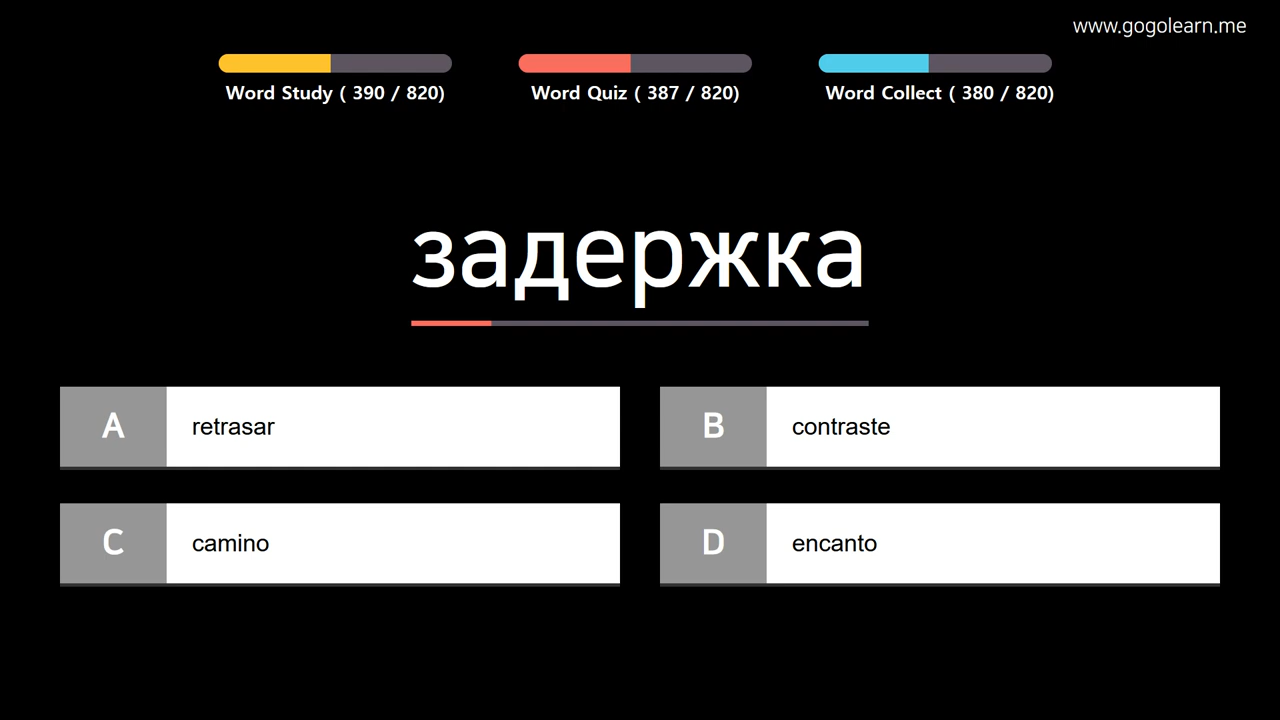 www.gogolearn.me
Word Study ( 390 / 820)
Word Quiz ( 387 / 820)
Word Collect ( 380 / 820)
задержка
A retrasar
B contraste
C camino
D encanto